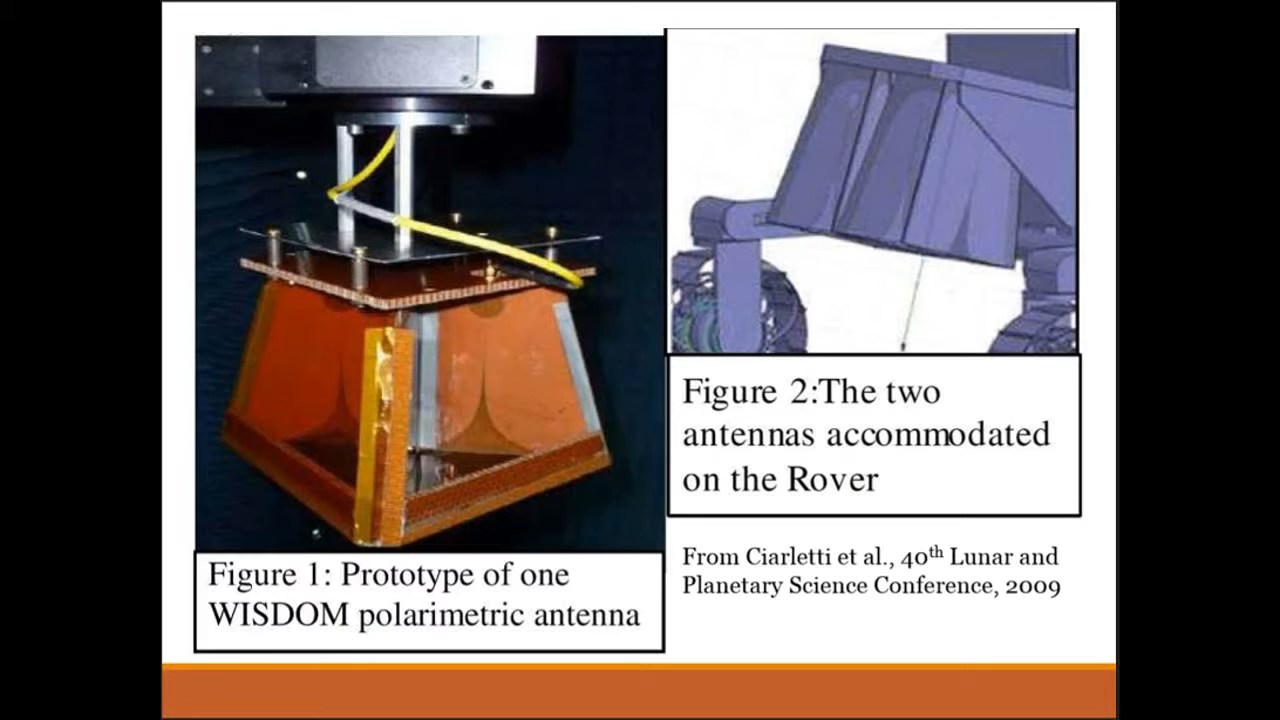 Figure 1: Prototype of one
WISDOM polarimetric antenna
Figure 2:The two
antennas accommodated
on the Rover
From Ciarletti et al., 40th Lunar and
Planetary Science Conference, 2009